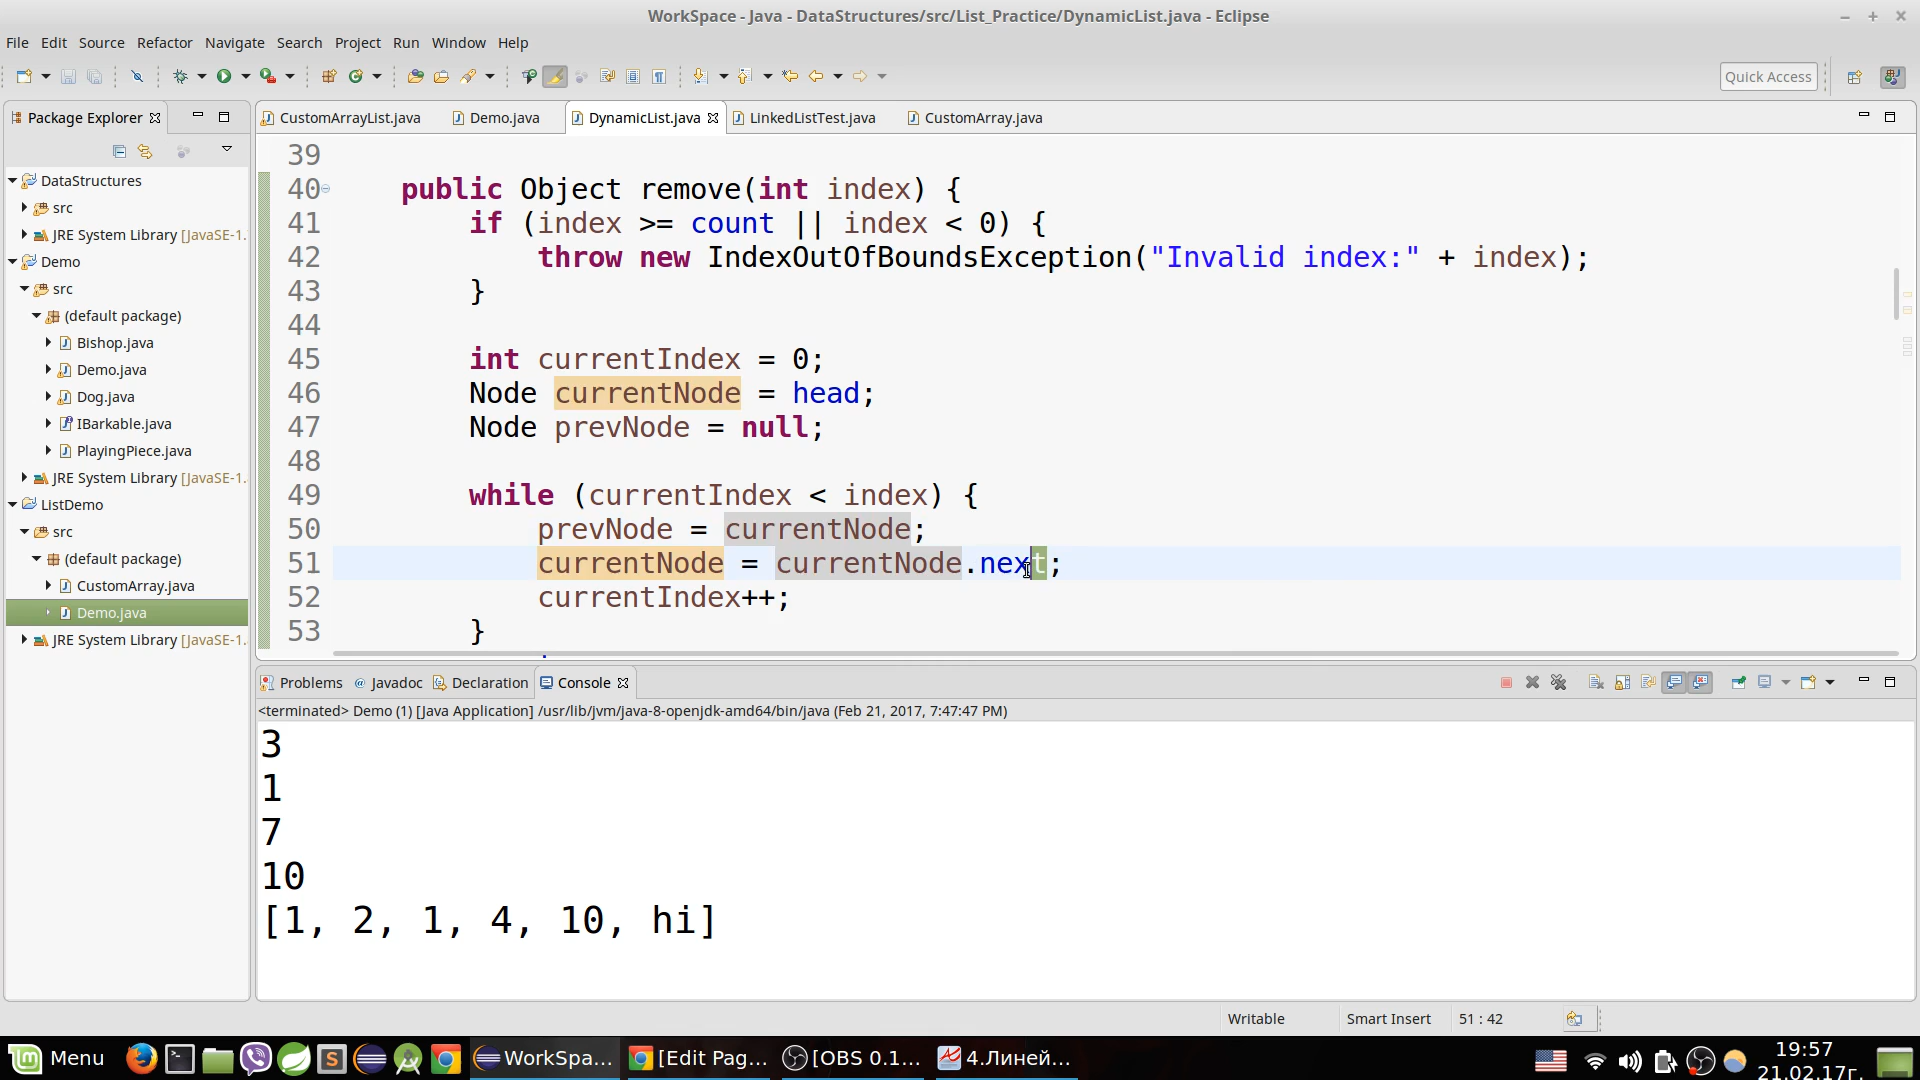 WorkSpace - Java - DataStructures/src/List_Practice/DynamicList.java - Eclipse
File Edit Source Refactor Navigate Search Project Run Window Help
Quick Access
Package Explorer
CustomArrayList.java Demo.java DynamicList.java LinkedListTest.java CustomArray.java
DataStructures
src
JRE System Library [JavaSE-1.
Demo
src
(default package)
Bishop.java
Demo.java
Dog.java
IBarkable.java
PlayingPiece.java
JRE System Library [JavaSE-1.
ListDemo
src
(default package)
CustomArray.java
Demo.java
JRE System Library [JavaSE-1.
39
40 public Object remove(int index) {
41 if (index >= count || index < 0) {
42 throw new IndexOutOfBoundsException("Invalid index:" + index);
43 }
44
45 int currentIndex = 0;
46 Node currentNode = head;
47 Node prevNode = null;
48
49 while (currentIndex < index) {
50 prevNode = currentNode;
51 currentNode = currentNode.next;
52 currentIndex++;
53 }
Problems @ Javadoc Declaration Console
<terminated> Demo (1) [Java Application] /usr/lib/jvm/java-8-openjdk-amd64/bin/java (Feb 21, 2017, 7:47:47 PM)
3
1
7
10
[1, 2, 1, 4, 10, hi]
Writable Smart Insert 51 : 42
Menu WorkSpa... [Edit Pag... [OBS 0.1... 4.Линей... 19:57
21.02.17г.